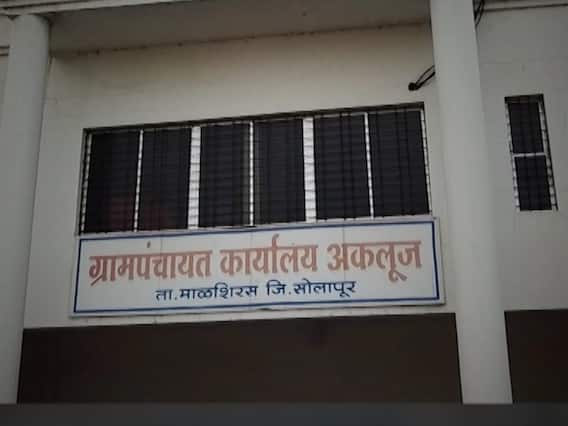 ग्रामपंचायत कार्यालय अकलूज
ता.माळशिरस जि.सोलापूर